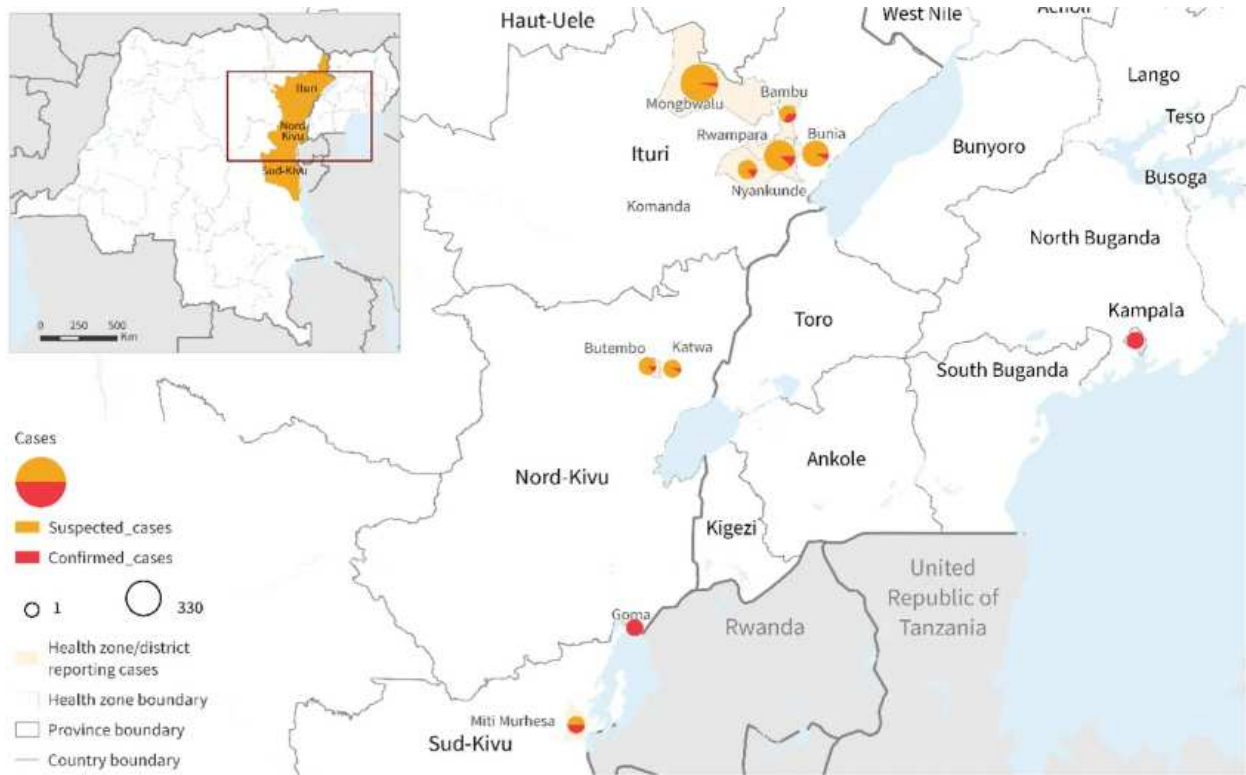 Haut-Uele
West Nile
Acholi
Lango
Teso
Busoga
Bunyoro
North Buganda
Kampala
South Buganda
Toro
Ankole
Kigezi
Mongbwalu
Bambu
Rwampara
Bunia
Ituri
Nyankunde
Komanda
Butembo
Katwa
Nord-Kivu
Goma
Miti Murhesa
Sud-Kivu
Rwanda
United
Republic of
Tanzania
Ituri
Nord
Kivu
Sud-Kivu
0 250 500
Km
Cases
Suspected_cases
Confirmed_cases
1 330
Health zone/district
reporting cases
Health zone boundary
Province boundary
Country boundary